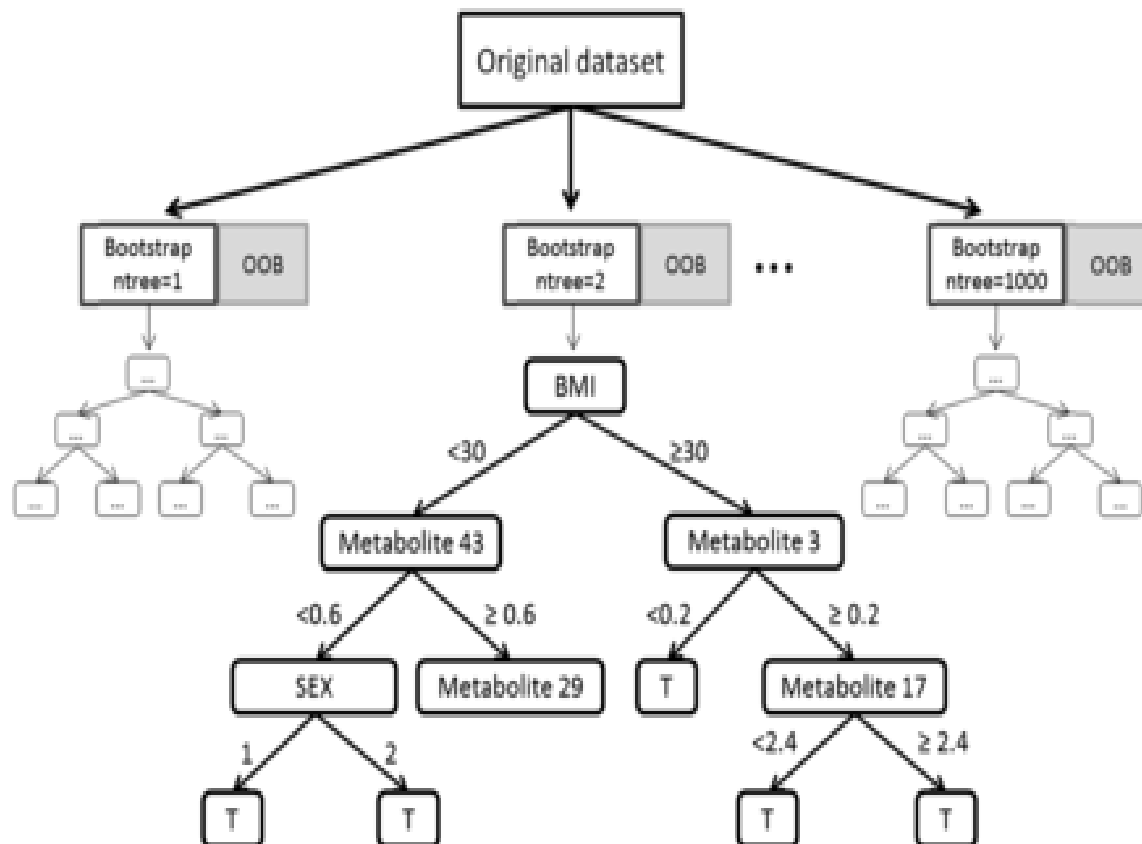 Original dataset
Bootstrap
ntree=1
OOB
Bootstrap
ntree=2
OOB
...
Bootstrap
ntree=1000
OOB
...
... ...
... ... ... ...
BMI
...
... ...
... ... ... ...
<30
≥30
Metabolite 43
Metabolite 3
<0.6
≥ 0.6
<0.2
≥ 0.2
SEX
Metabolite 29
T
Metabolite 17
1
2
<2.4
≥ 2.4
T
T
T
T